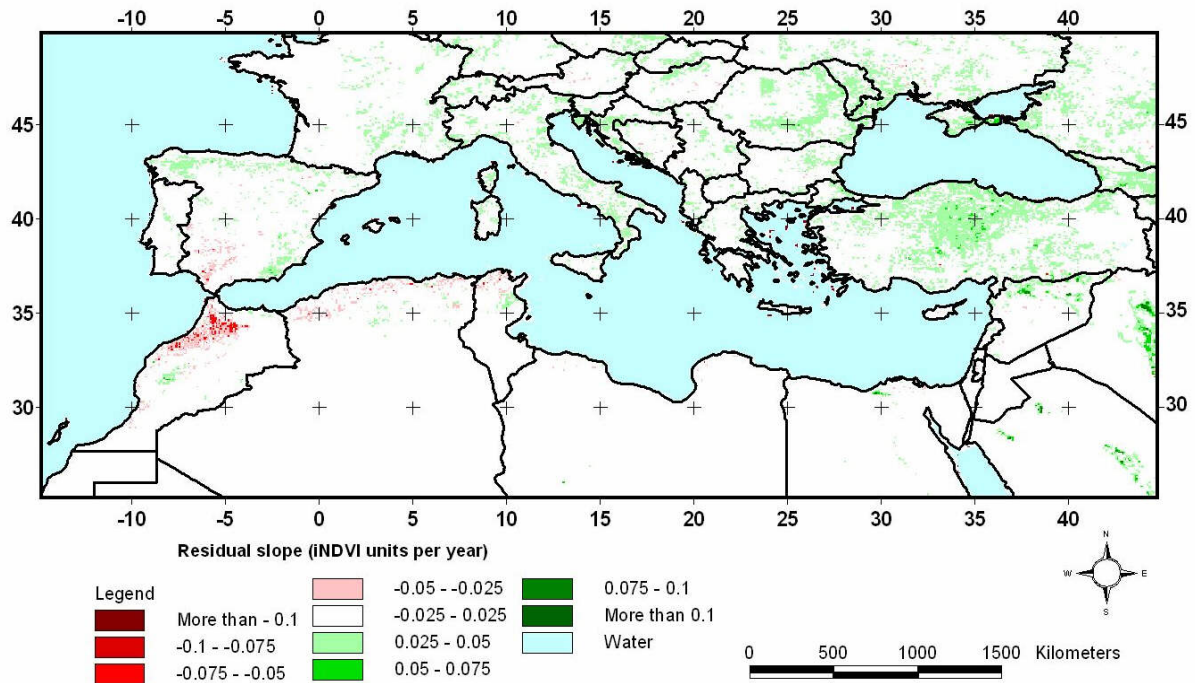 -10 -5 0 5 10 15 20 25 30 35 40
45 45
40 40
35 35
30 30
-10 -5 0 5 10 15 20 25 30 35 40
Residual slope (iNDVI units per year)
Legend
More than - 0.1
-0.1 - -0.075
-0.075 - -0.05
-0.05 - -0.025
-0.025 - 0.025
0.025 - 0.05
0.05 - 0.075
0.075 - 0.1
More than 0.1
Water
N
W E
S
0 500 1000 1500 Kilometers